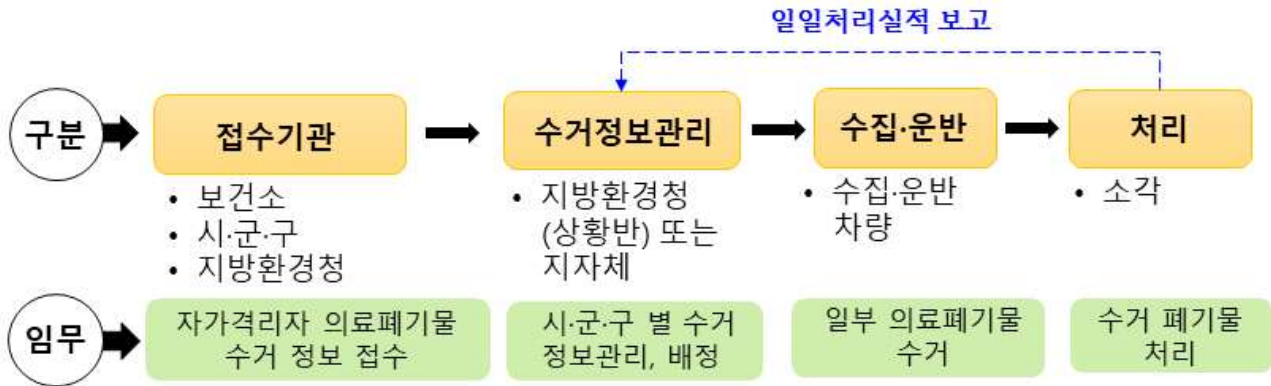 일일처리실적 보고
구분
접수기관
수거정보관리
수집·운반
처리
• 보건소
• 시·군·구
• 지방환경청
• 지방환경청
(상황반) 또는
지자체
• 수집·운반
차량
• 소각
임무
자가격리자 의료폐기물
수거 정보 접수
시·군·구 별 수거
정보관리, 배정
일부 의료폐기물
수거
수거 폐기물
처리